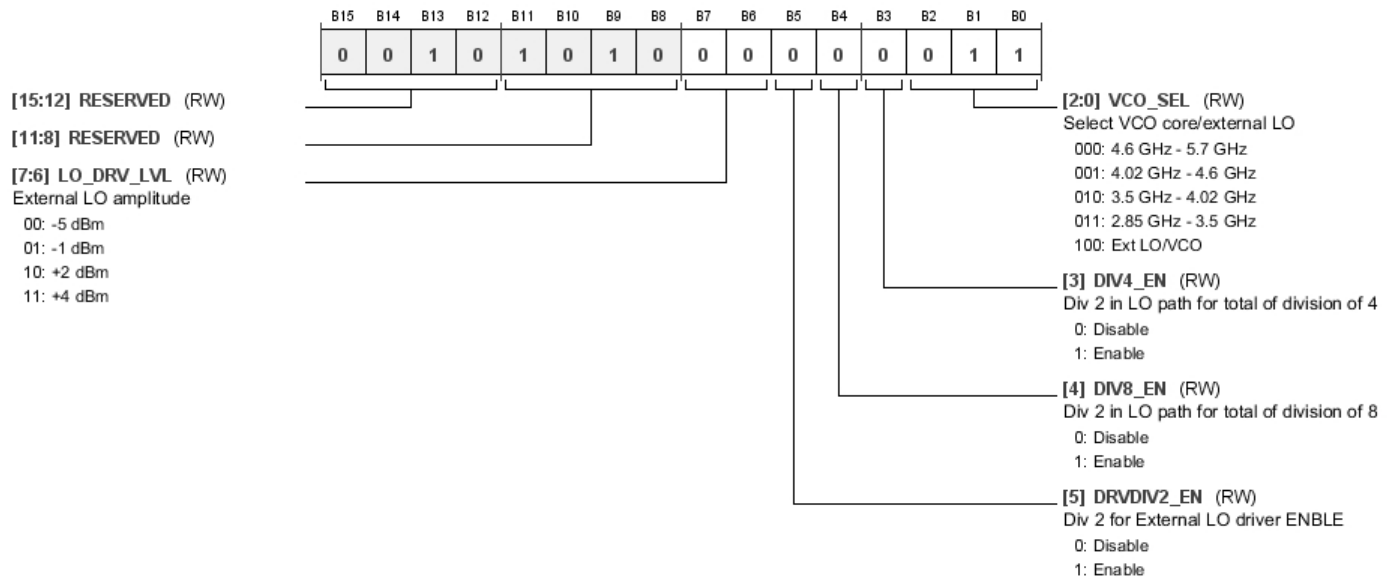 B15 B14 B13 B12 B11 B10 B9 B8 B7 B6 B5 B4 B3 B2 B1 B0
0 0 1 0 1 0 1 0 0 0 0 0 0 0 1 1
[15:12] RESERVED (RW)
[11:8] RESERVED (RW)
[7:6] LO_DRV_LVL (RW)
External LO amplitude
00: -5 dBm
01: -1 dBm
10: +2 dBm
11: +4 dBm
[2:0] VCO_SEL (RW)
Select VCO core/external LO
000: 4.6 GHz - 5.7 GHz
001: 4.02 GHz - 4.6 GHz
010: 3.5 GHz - 4.02 GHz
011: 2.85 GHz - 3.5 GHz
100: Ext LO/VCO
[3] DIV4_EN (RW)
Div 2 in LO path for total of division of 4
0: Disable
1: Enable
[4] DIV8_EN (RW)
Div 2 in LO path for total of division of 8
0: Disable
1: Enable
[5] DRVDIV2_EN (RW)
Div 2 for External LO driver ENBLE
0: Disable
1: Enable